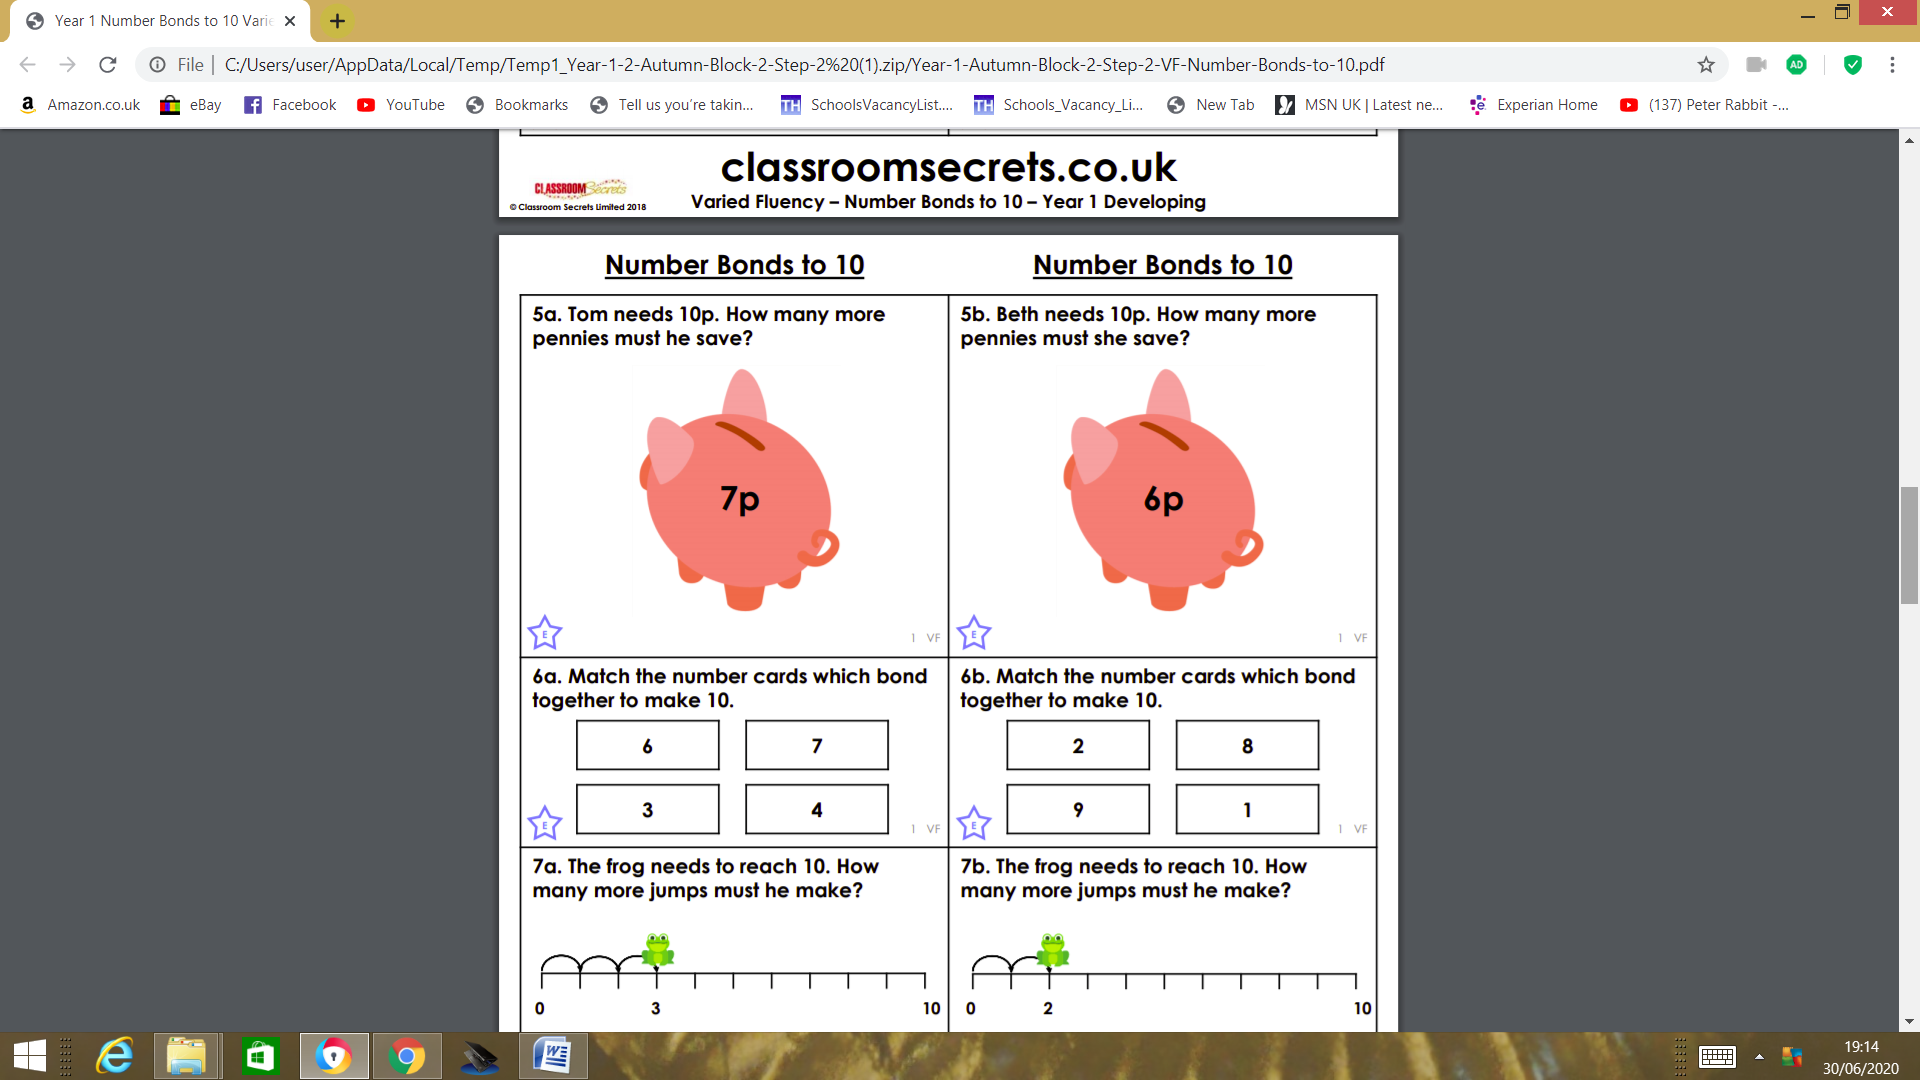 Year 1 Number Bonds to 10 Varie
File
C:/Users/user/AppData/Local/Temp/Temp1_Year-1-2-Autumn-Block-2-Step-2%20(1).zip/Year-1-Autumn-Block-2-Step-2-VF-Number-Bonds-to-10.pdf
AD
Amazon.co.uk eBay Facebook YouTube Bookmarks Tell us you're takin... TH SchoolsVacancyList.... TH Schools_Vacancy_Li... New Tab MSN UK | Latest ne... Experian Home (137) Peter Rabbit -...
classroomsecrets.co.uk
CLASSROOM Secrets
© Classroom Secrets Limited 2018
Varied Fluency – Number Bonds to 10 – Year 1 Developing
Number Bonds to 10
Number Bonds to 10
5a. Tom needs 10p. How many more
pennies must he save?
7p
E
1 VF
5b. Beth needs 10p. How many more
pennies must she save?
6p
E
1 VF
6a. Match the number cards which bond
together to make 10.
6 7
3 4
E
1 VF
6b. Match the number cards which bond
together to make 10.
2 8
9 1
E
1 VF
7a. The frog needs to reach 10. How
many more jumps must he make?
0 3 10
7b. The frog needs to reach 10. How
many more jumps must he make?
0 2 10
19:14
30/06/2020